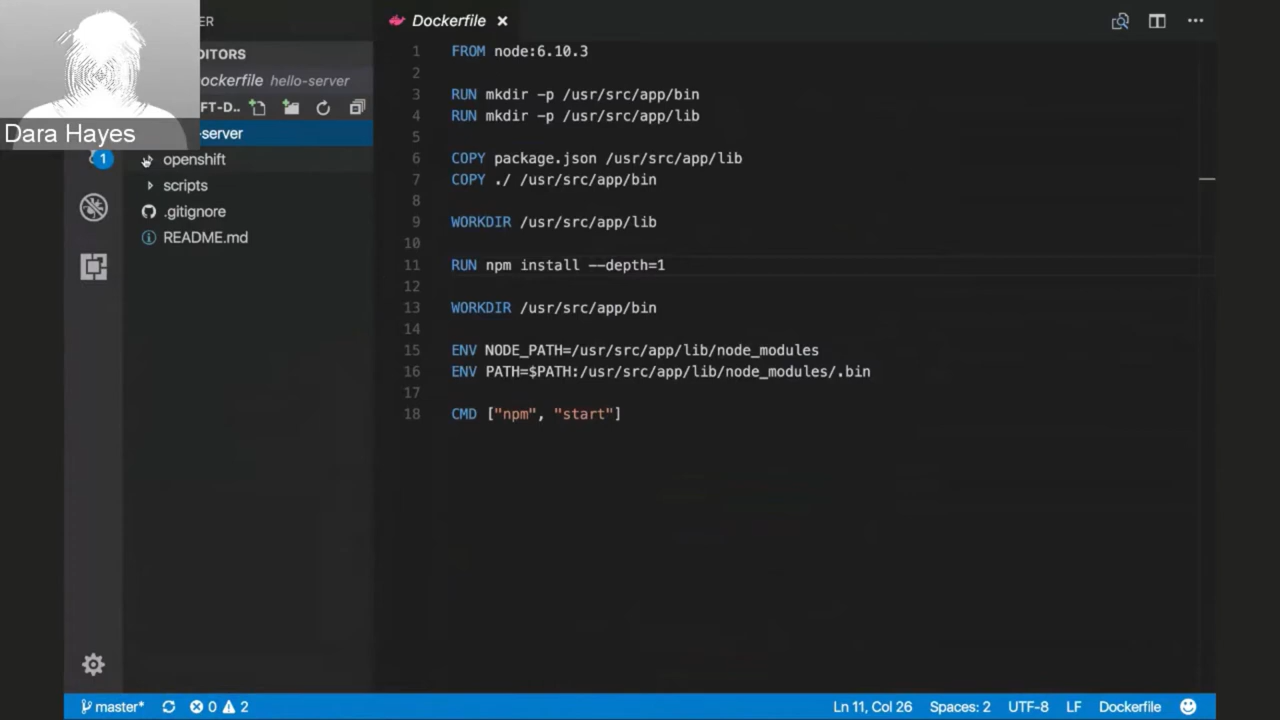 Dara Hayes
ER
DITORS
ockerfile hello-server
FT-D..
-server
1
openshift
scripts
.gitignore
README.md
Dockerfile
1 FROM node:6.10.3
2
3 RUN mkdir -p /usr/src/app/bin
4 RUN mkdir -p /usr/src/app/lib
5
6 COPY package.json /usr/src/app/lib
7 COPY ./ /usr/src/app/bin
8
9 WORKDIR /usr/src/app/lib
10
11 RUN npm install --depth=1
12
13 WORKDIR /usr/src/app/bin
14
15 ENV NODE_PATH=/usr/src/app/lib/node_modules
16 ENV PATH=$PATH:/usr/src/app/lib/node_modules/.bin
17
18 CMD ["npm", "start"]
master* 0 2 Ln 11, Col 26 Spaces: 2 UTF-8 LF Dockerfile